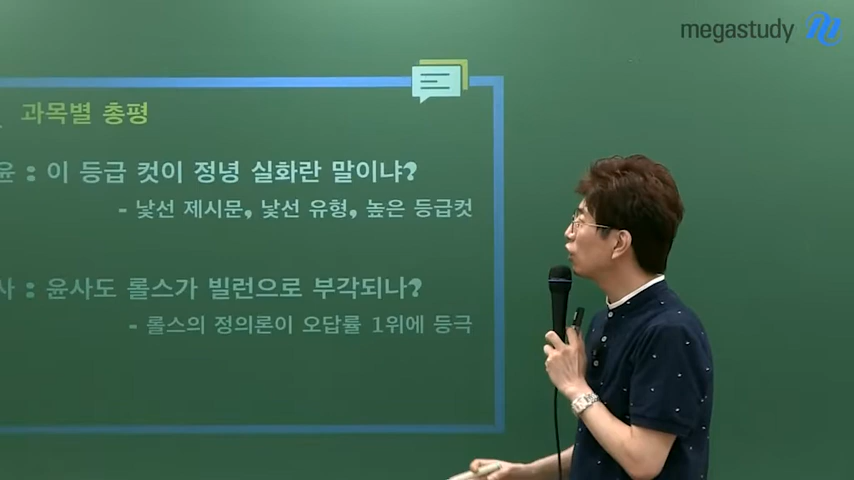 megastudy
과목별 총평
윤 : 이 등급 컷이 정녕 실화란 말이냐?
- 낯선 제시문, 낯선 유형, 높은 등급컷
사 : 윤사도 롤스가 빌런으로 부각되나?
- 롤스의 정의론이 오답률 1위에 등극